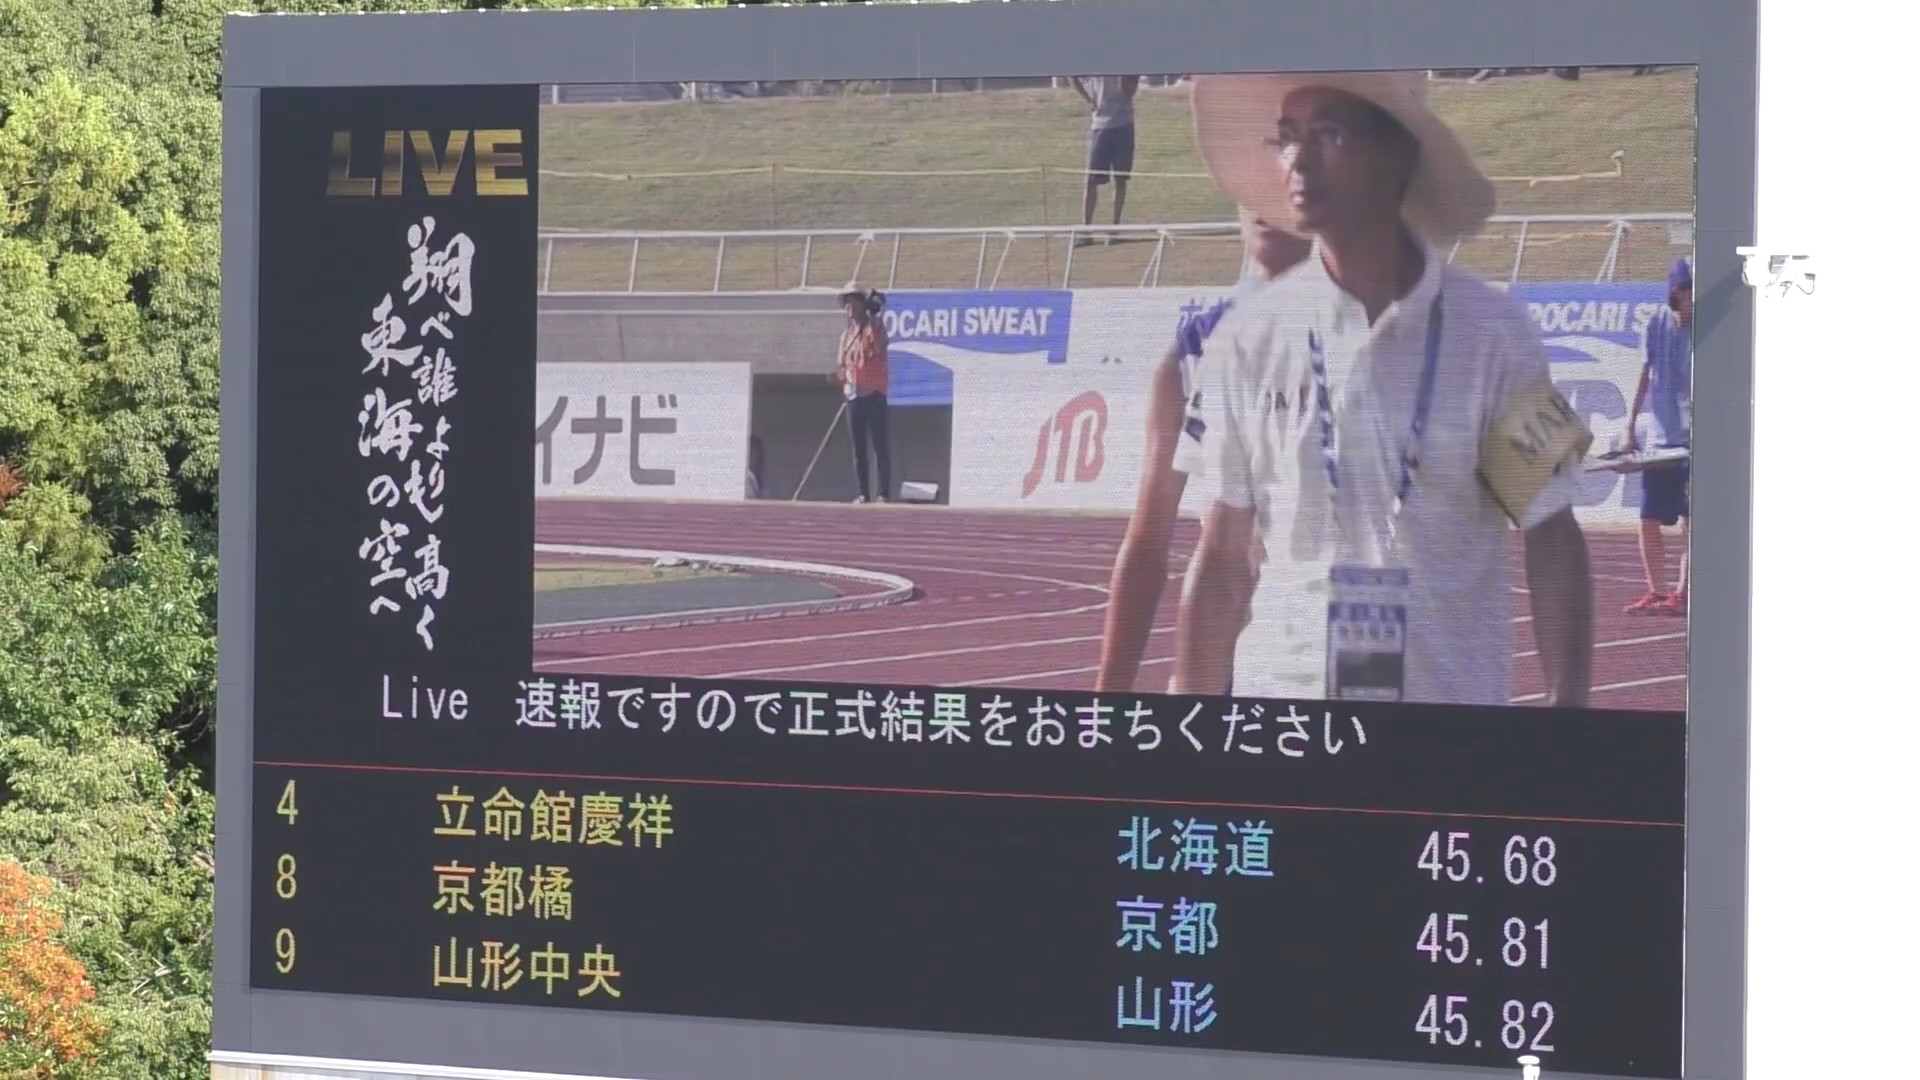 LIVE
翔べ誰よりも高く
東海の空へ
OCARI SWEAT
POCARI S
イナビ
JTB
MAR
Live 速報ですので正式結果をおまちください
4 立命館慶祥 北海道 45.68
8 京都橘 京都 45.81
9 山形中央 山形 45.82